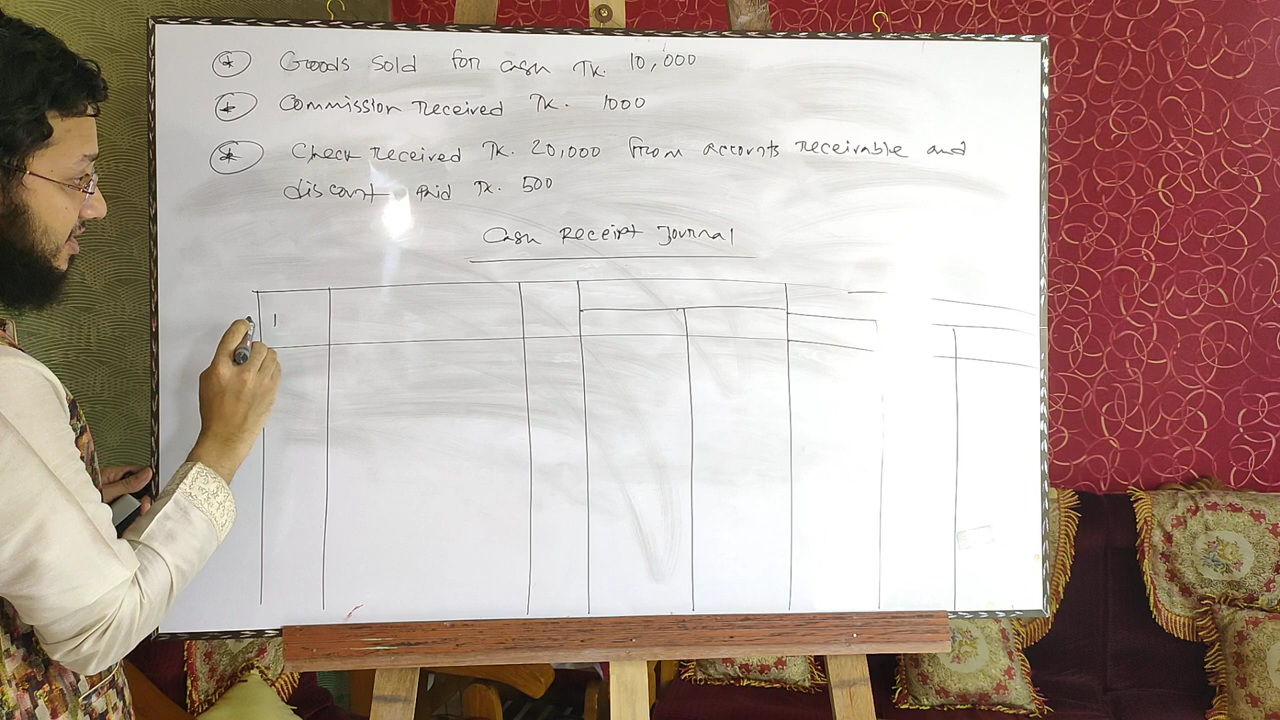 Goods Sold for cash Tk. 10,000
Commission received Tk. 1000
Check received Tk. 20,000 from accounts receivable and
discount Paid Tk. 500
Cash Receipt Journal